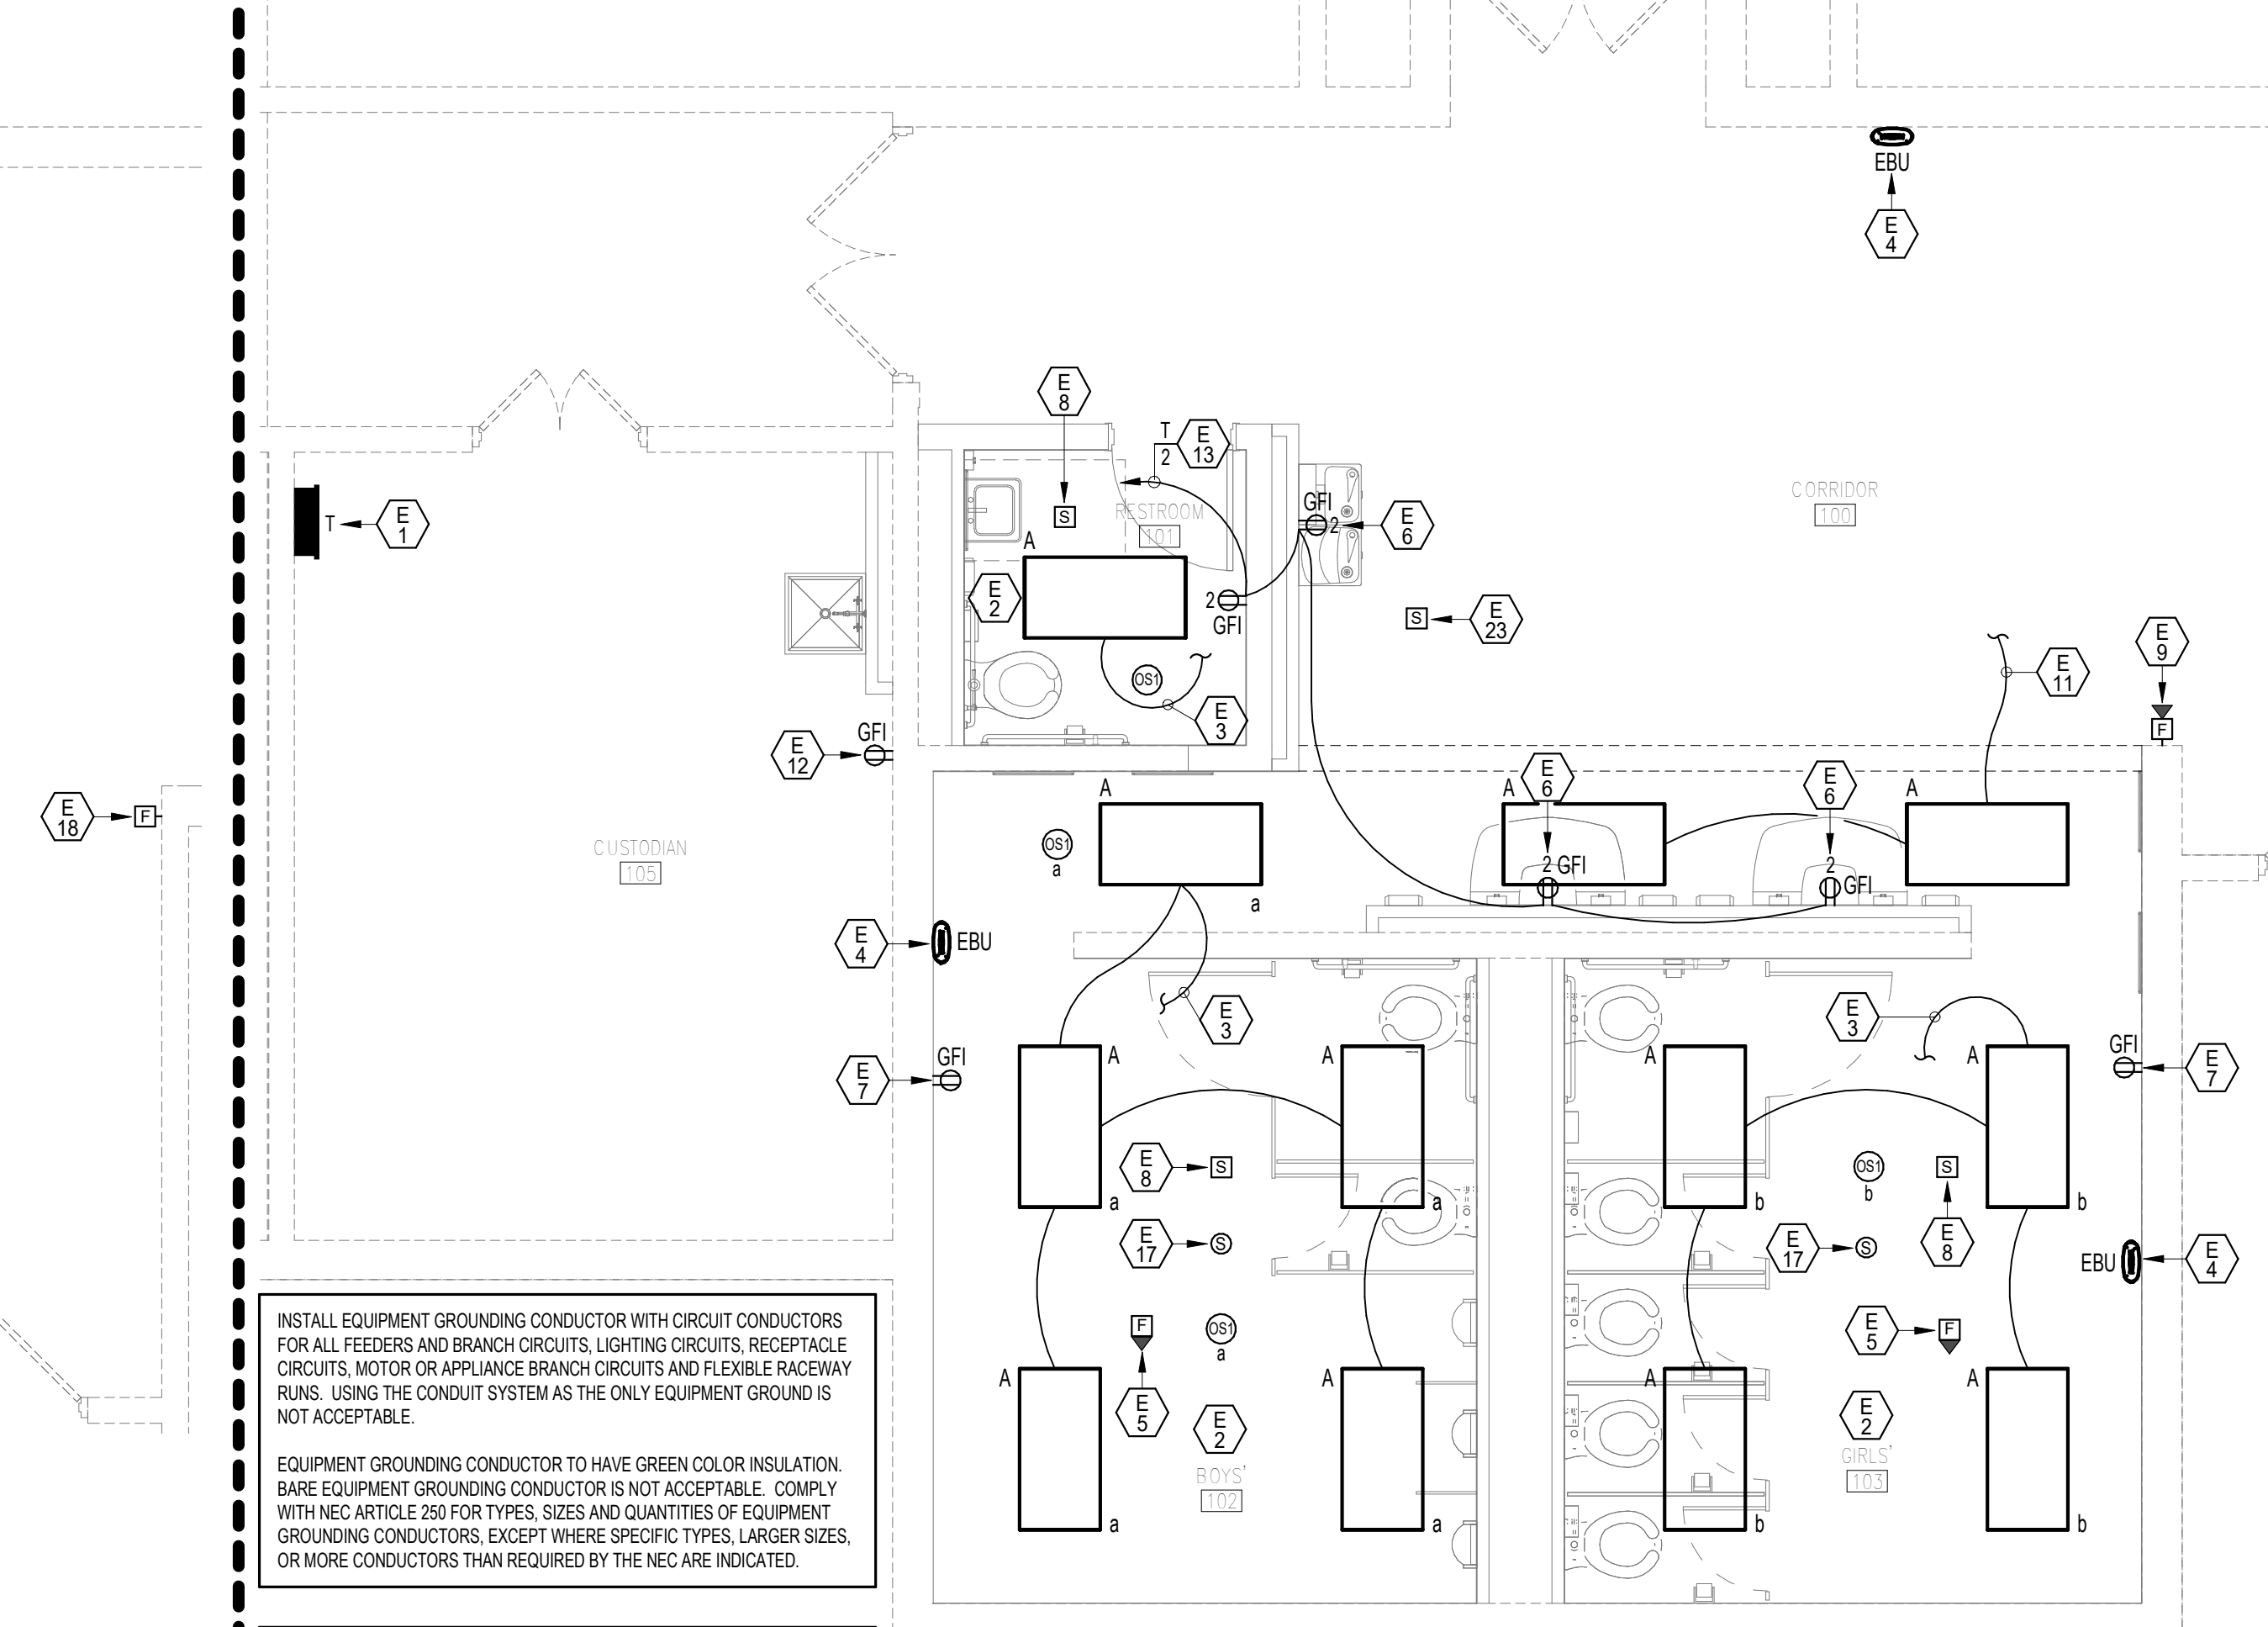 EBU
E
4
E
8
T
2
E
13
GFI
2
E
6
CORRIDOR
100
E
1
T
S
RESTROOM
101
A
E
2
2
GFI
S
E
23
E
9
F
E
11
OS1
E
3
GFI
E
12
E
18
F
CUSTODIAN
105
A
OS1
a
a
A
E
6
2 GFI
E
6
2
GFI
A
E
4
EBU
E
3
E
3
GFI
E
7
A
a
A
a
A
b
A
b
GFI
E
7
E
8
S
E
17
S
OS1
b
S
E
8
E
17
S
EBU
E
4
F
E
5
OS1
a
E
5
F
A
a
A
a
A
b
A
b
E
2
BOYS'
102
E
2
GIRLS'
103
INSTALL EQUIPMENT GROUNDING CONDUCTOR WITH CIRCUIT CONDUCTORS
FOR ALL FEEDERS AND BRANCH CIRCUITS, LIGHTING CIRCUITS, RECEPTACLE
CIRCUITS, MOTOR OR APPLIANCE BRANCH CIRCUITS AND FLEXIBLE RACEWAY
RUNS. USING THE CONDUIT SYSTEM AS THE ONLY EQUIPMENT GROUND IS
NOT ACCEPTABLE.
EQUIPMENT GROUNDING CONDUCTOR TO HAVE GREEN COLOR INSULATION.
BARE EQUIPMENT GROUNDING CONDUCTOR IS NOT ACCEPTABLE. COMPLY
WITH NEC ARTICLE 250 FOR TYPES, SIZES AND QUANTITIES OF EQUIPMENT
GROUNDING CONDUCTORS, EXCEPT WHERE SPECIFIC TYPES, LARGER SIZES,
OR MORE CONDUCTORS THAN REQUIRED BY THE NEC ARE INDICATED.